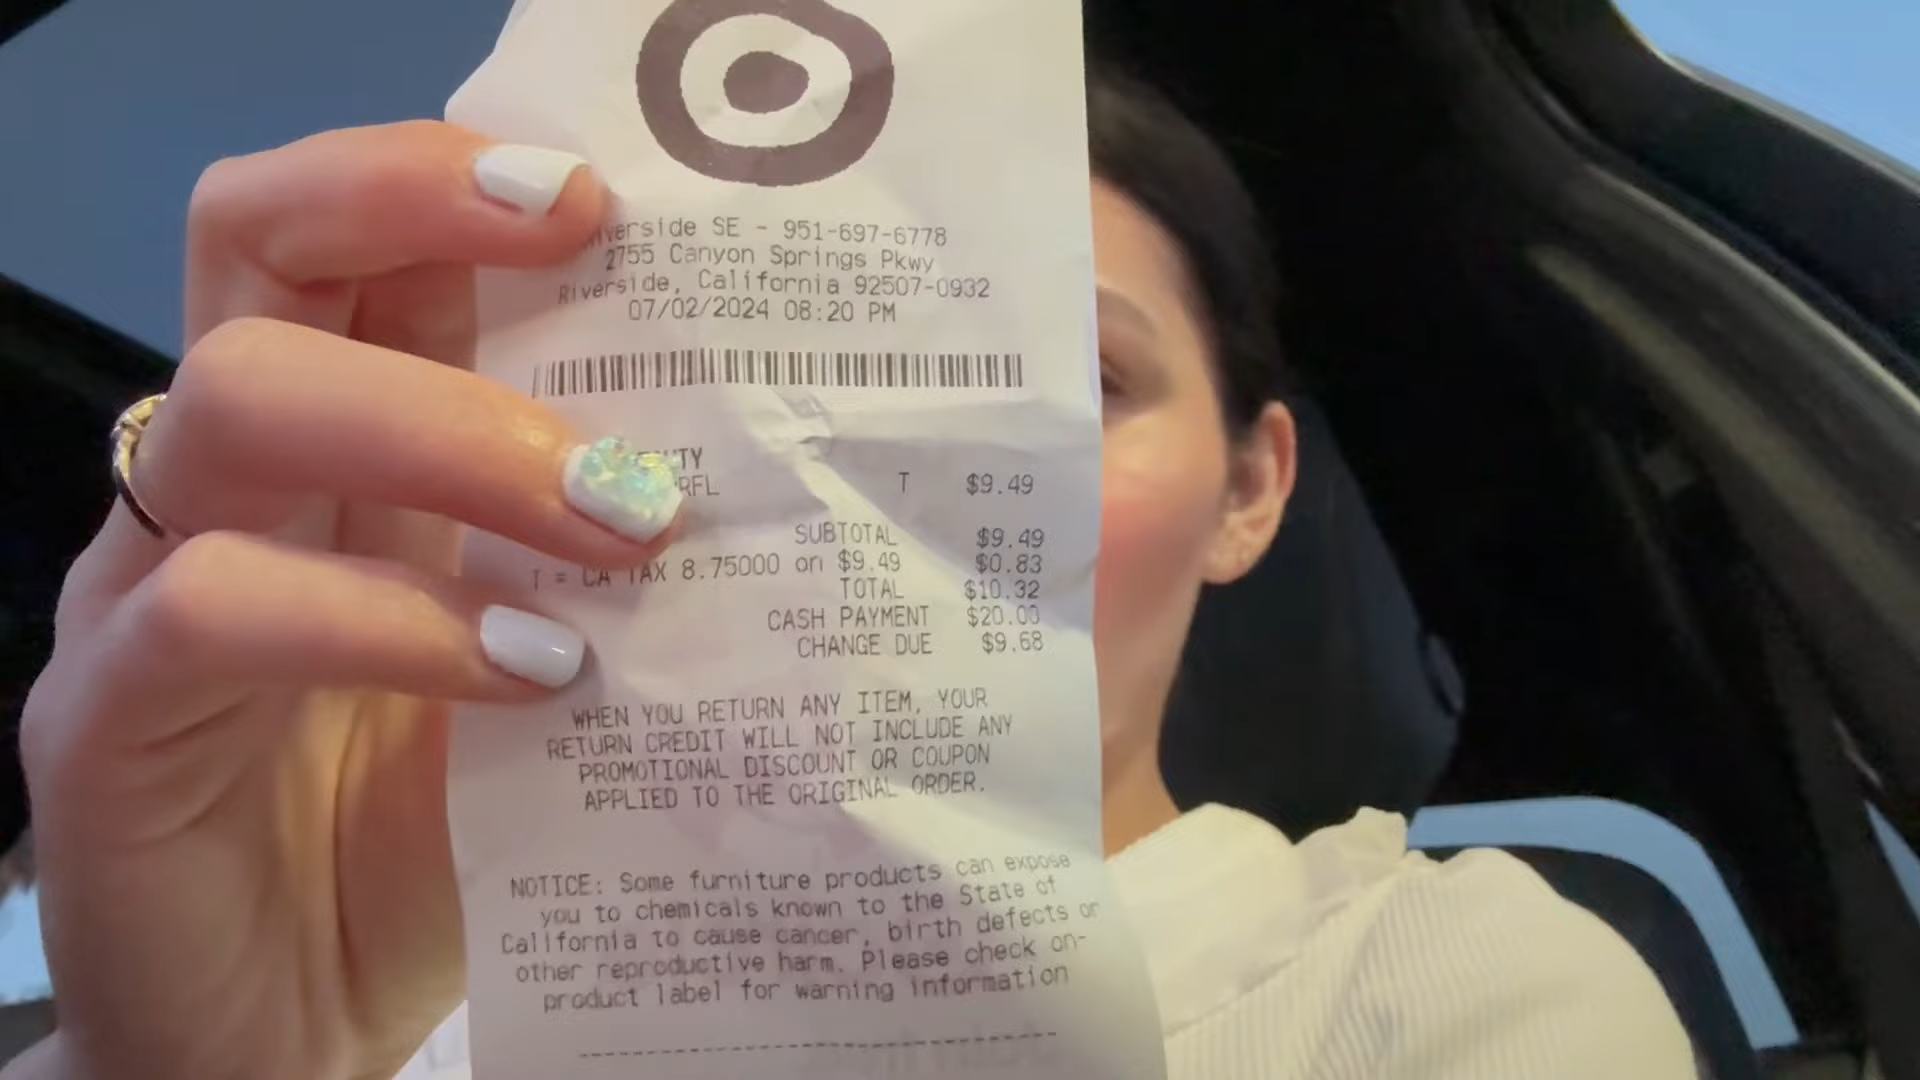 SE - 951-697-6778
2755 Canyon Springs Pkwy
Riverside, California 92507-0932
07/02/2024 08:20 PM
T $9.49
SUBTOTAL $9.49
T = CA TAX 8.75000 on $9.49 $0.83
TOTAL $10.32
CASH PAYMENT $20.00
CHANGE DUE $9.68
WHEN YOU RETURN ANY ITEM, YOUR
RETURN CREDIT WILL NOT INCLUDE ANY
PROMOTIONAL DISCOUNT OR COUPON
APPLIED TO THE ORIGINAL ORDER.
NOTICE: Some furniture products can expose
you to chemicals known to the State of
California to cause cancer, birth defects or
other reproductive harm. Please check on-
product label for warning information